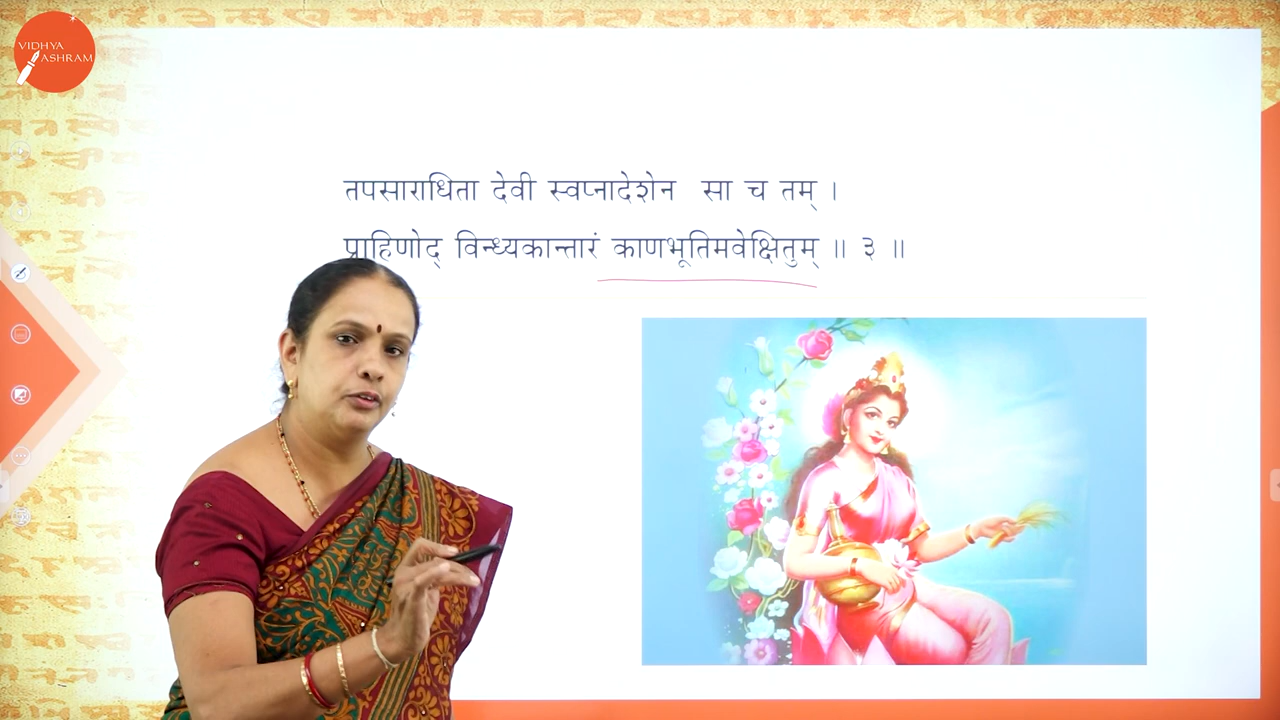 VIDHYA
ASHRAM
तपसाराधिता देवी स्वप्नादेशेन सा च तम् ।
प्राहिणोद् विन्ध्यकान्तारं काणभूतिमवेक्षितुम् ॥ ३ ॥